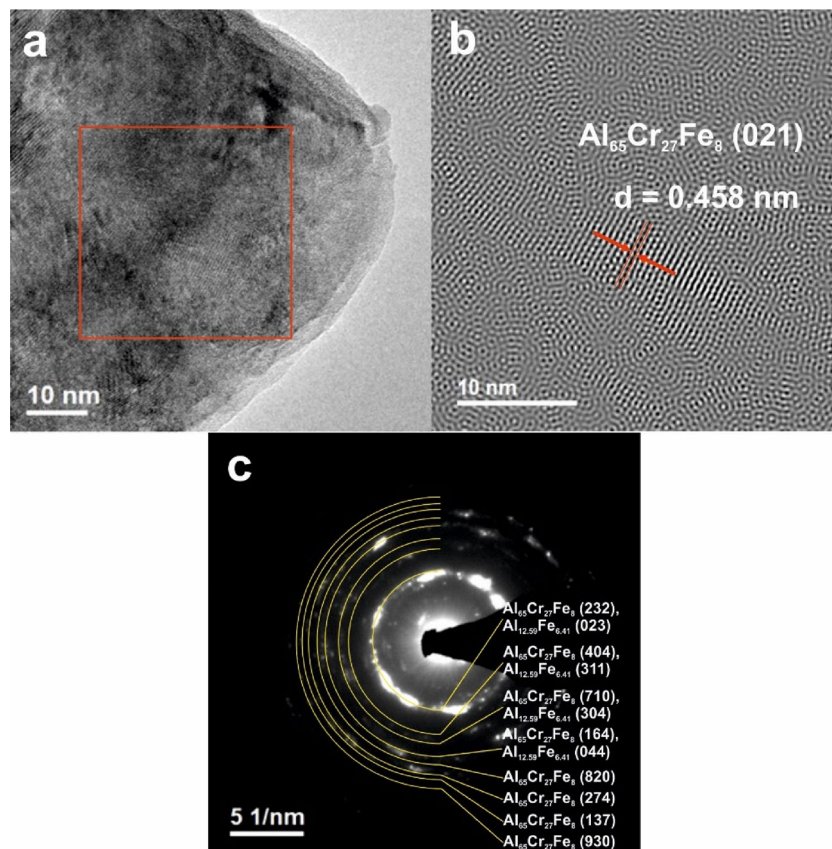 a
10 nm
b
Al₆₅Cr₂₇Fe₈ (021)
d = 0.458 nm
10 nm
c
Al₆₅Cr₂₇Fe₈ (232),
Al₁₂.₅₉Fe₆.₄₁ (023)
Al₆₅Cr₂₇Fe₈ (404),
Al₁₂.₅₉Fe₆.₄₁ (311)
Al₆₅Cr₂₇Fe₈ (710),
Al₁₂.₅₉Fe₆.₄₁ (304)
Al₆₅Cr₂₇Fe₈ (164),
Al₁₂.₅₉Fe₆.₄₁ (044)
Al₆₅Cr₂₇Fe₈ (820)
Al₆₅Cr₂₇Fe₈ (274)
Al₆₅Cr₂₇Fe₈ (137)
Al₆₅Cr₂₇Fe₈ (930)
5 1/nm